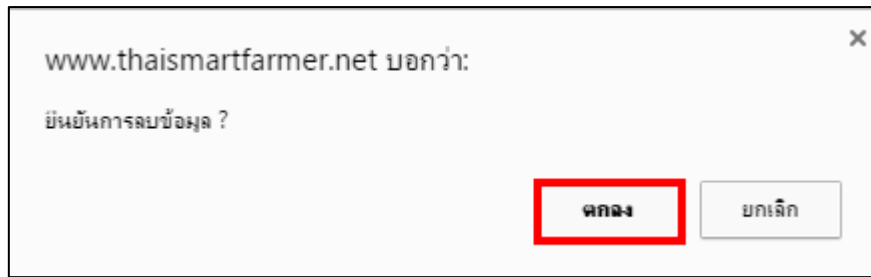 www.thaismartfarmer.net บอกว่า:
ยืนยันการลบข้อมูล ?
ตกลง
ยกเลิก